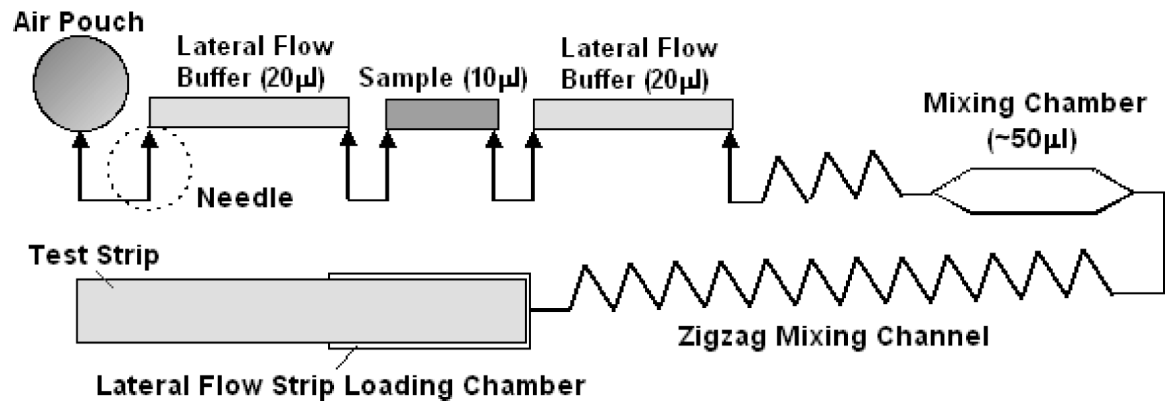 Air Pouch
Lateral Flow
Buffer (20µl)
Sample (10µl)
Lateral Flow
Buffer (20µl)
Mixing Chamber
(~50µl)
Needle
Test Strip
Zigzag Mixing Channel
Lateral Flow Strip Loading Chamber